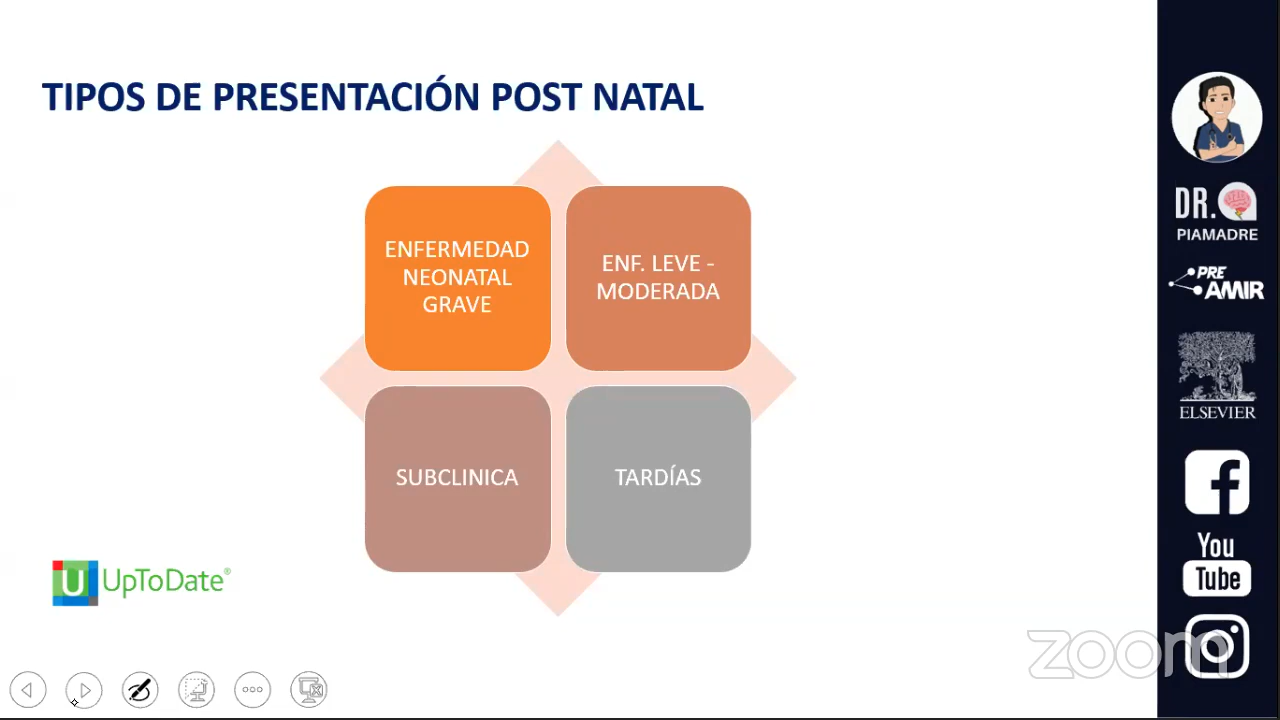 TIPOS DE PRESENTACIÓN POST NATAL
ENFERMEDAD
NEONATAL
GRAVE
ENF. LEVE -
MODERADA
SUBCLINICA
TARDÍAS
U UpToDate®
DR.
PIAMADRE
PRE
AMIR
ELSEVIER
f
You
Tube
zoom